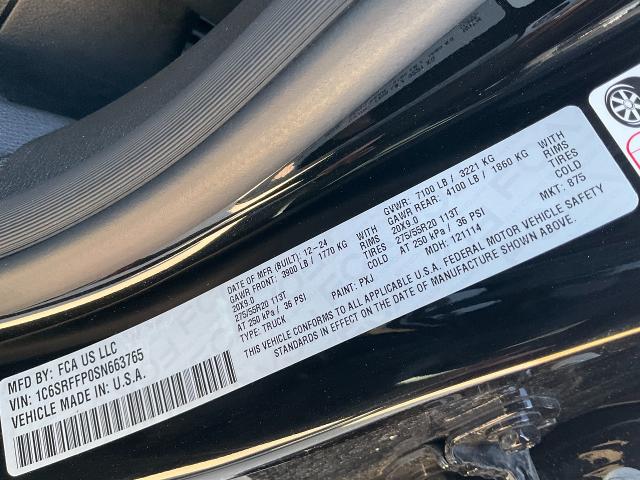 MFD BY: FCA US LLC
VIN: 1C6SRFFP0SN663765
VEHICLE MADE IN: U.S.A.
DATE OF MFR (BUILT): 12-24
GAWR FRONT: 3900 LB / 1770 KG WITH
20X9.0 RIMS
275/55R20 113T TIRES
AT 250 kPa / 36 PSI COLD
TYPE: TRUCK
PAINT: PXJ
GVWR: 7100 LB / 3221 KG
GAWR REAR: 4100 LB / 1860 KG WITH
20X9.0 RIMS
275/55R20 113T TIRES
AT 250 kPa / 36 PSI COLD
MDH: 121114
MKT: 875
THIS VEHICLE CONFORMS TO ALL APPLICABLE U.S.A. FEDERAL MOTOR VEHICLE SAFETY
STANDARDS IN EFFECT ON THE DATE OF MANUFACTURE SHOWN ABOVE.